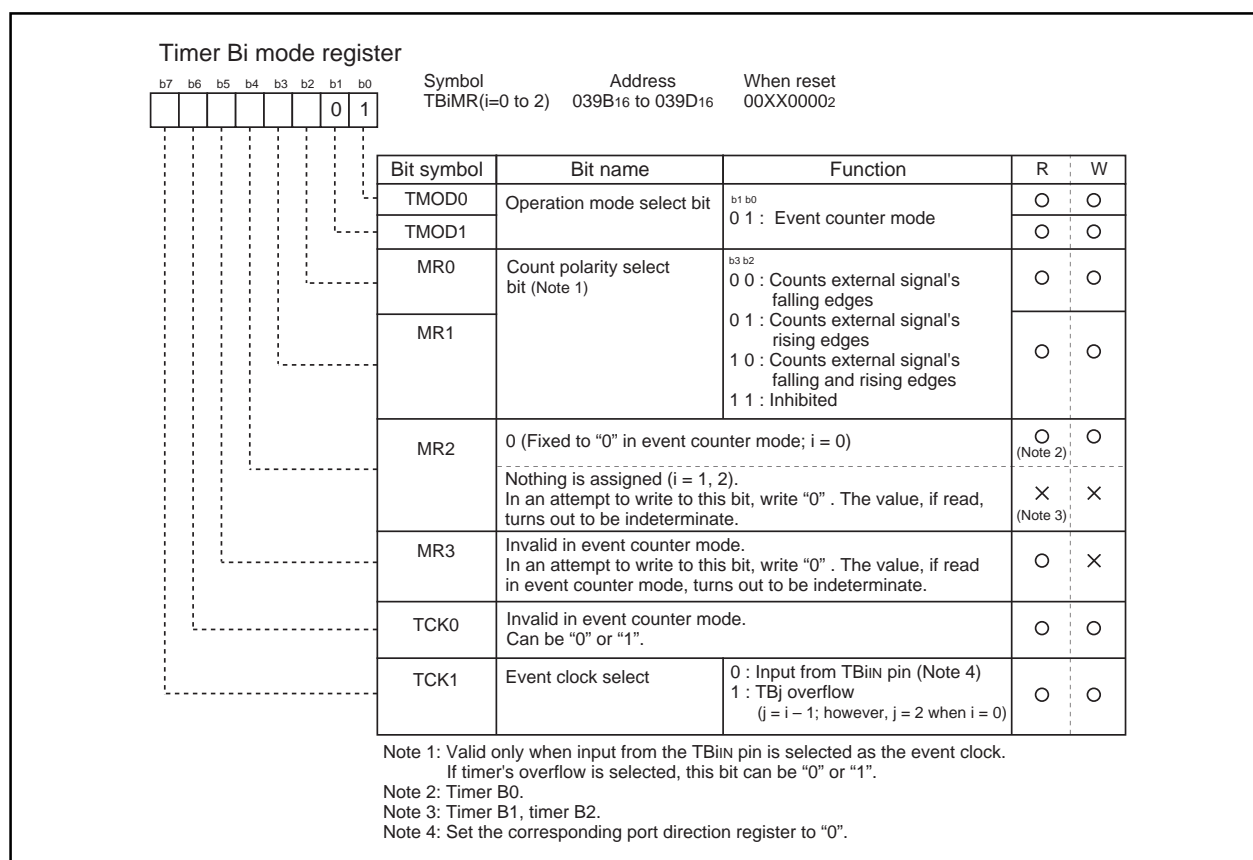 Timer Bi mode register
b7 b6 b5 b4 b3 b2 b1 b0
0 1
Symbol Address When reset
TBiMR(i=0 to 2) 039B16 to 039D16 00XX00002
Bit symbol Bit name Function R W
TMOD0 Operation mode select bit b1 b0
0 1 : Event counter mode
TMOD1
MR0 Count polarity select
bit (Note 1)
b3 b2
0 0 : Counts external signal's
falling edges
0 1 : Counts external signal's
rising edges
MR1
1 0 : Counts external signal's
falling and rising edges
1 1 : Inhibited
MR2 0 (Fixed to “0” in event counter mode; i = 0)
(Note 2)
Nothing is assigned (i = 1, 2).
In an attempt to write to this bit, write “0” . The value, if read,
turns out to be indeterminate.
(Note 3)
MR3 Invalid in event counter mode.
In an attempt to write to this bit, write “0” . The value, if read
in event counter mode, turns out to be indeterminate.
TCK0 Invalid in event counter mode.
Can be “0” or “1”.
TCK1 Event clock select 0 : Input from TBiIN pin (Note 4)
1 : TBj overflow
(j = i – 1; however, j = 2 when i = 0)
Note 1: Valid only when input from the TBiIN pin is selected as the event clock.
If timer's overflow is selected, this bit can be “0” or “1”.
Note 2: Timer B0.
Note 3: Timer B1, timer B2.
Note 4: Set the corresponding port direction register to “0”.